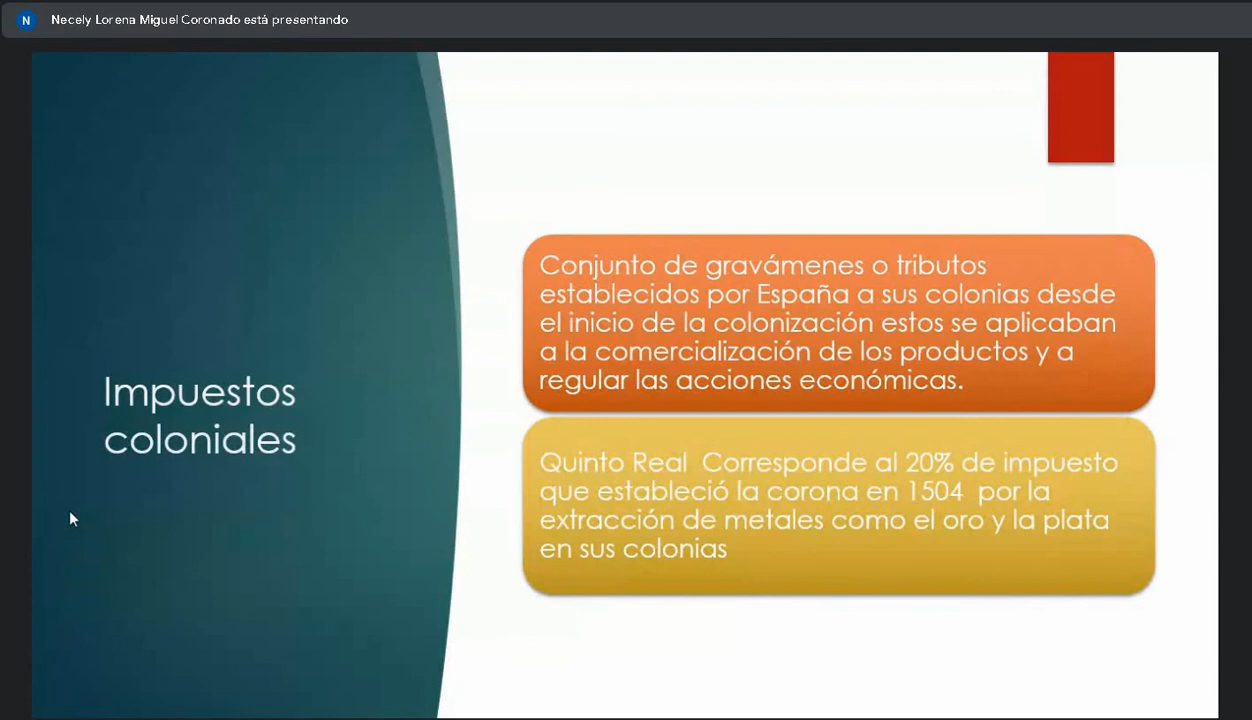 N Necely Lorena Miguel Coronado está presentando
Impuestos
coloniales
Conjunto de gravámenes o tributos
establecidos por España a sus colonias desde
el inicio de la colonización estos se aplicaban
a la comercialización de los productos y a
regular las acciones económicas.
Quinto Real Corresponde al 20% de impuesto
que estableció la corona en 1504 por la
extracción de metales como el oro y la plata
en sus colonias